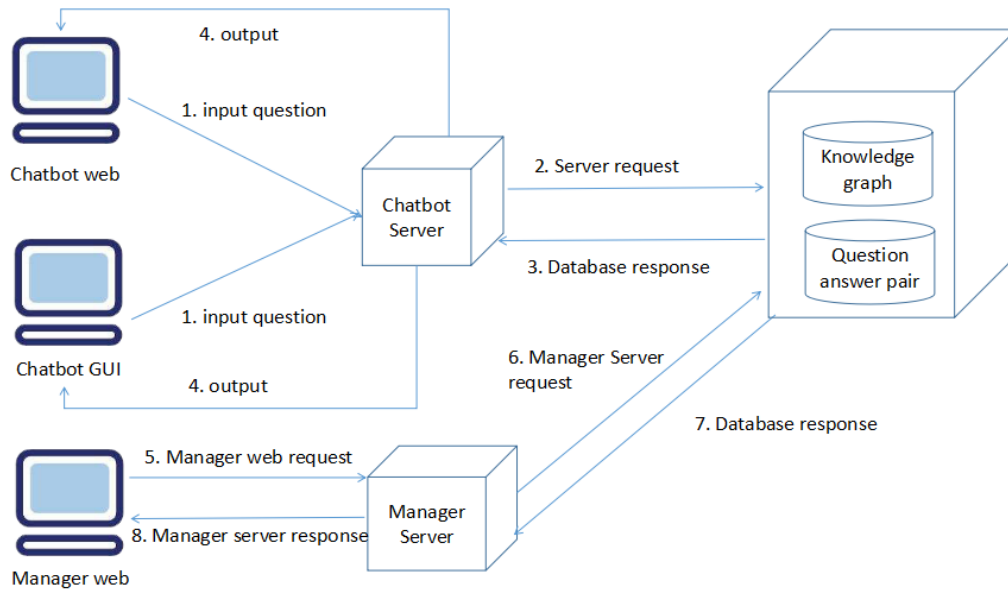 4. output
1. input question
Chatbot web
2. Server request
Knowledge
graph
Chatbot
Server
3. Database response
Question
answer pair
1. input question
Chatbot GUI
4. output
6. Manager Server
request
7. Database response
5. Manager web request
Manager
Server
8. Manager server response
Manager web